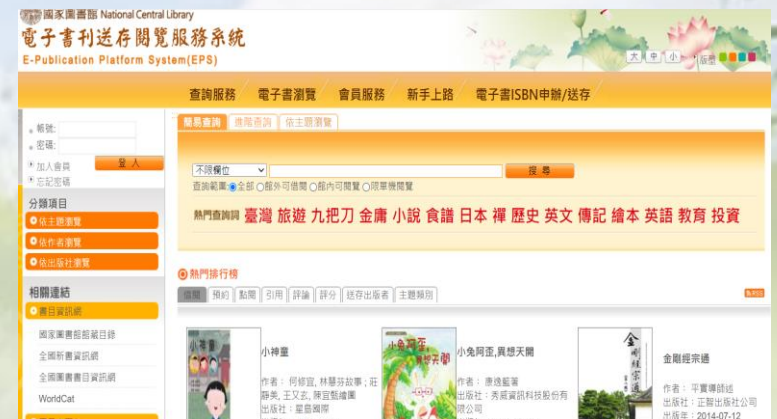 國家圖書館 National Central Library
電子書刊送存閱覽服務系統
E-Publication Platform System(EPS)
大 中 小 版型
查詢服務 電子書瀏覽 會員服務 新手上路 電子書ISBN申辦/送存
帳號:
密碼:
加入會員 登入
忘記密碼
分類項目
依主題瀏覽
依作者瀏覽
依出版社瀏覽
相關連結
書目資訊網
國家圖書館館藏目錄
全國新書資訊網
全國圖書書目資訊網
WorldCat
簡易查詢 進階查詢 依主題瀏覽
不限欄位 搜尋
查詢範圍: 全部 館外可借閱 館內可閱覽 限單機閱覽
熱門查詢詞 臺灣 旅遊 九把刀 金庸 小說 食譜 日本 禪 歷史 英文 傳記 繪本 英語 教育 投資
熱門排行榜
借閱 預約 點閱 引用 評論 評分 送存出版者 主題類別
小神童
作者: 何修宜, 林慧芬故事; 莊靜美, 王又玄, 陳宜甄繪圖
出版社: 星盈國際
小兔阿歪,異想天開
作者: 康逸藍著
出版社: 秀威資訊科技股份有限公司
金剛經宗通
金剛經宗通
作者: 平實導師述
出版社: 正智出版社公司
出版年: 2014-07-12